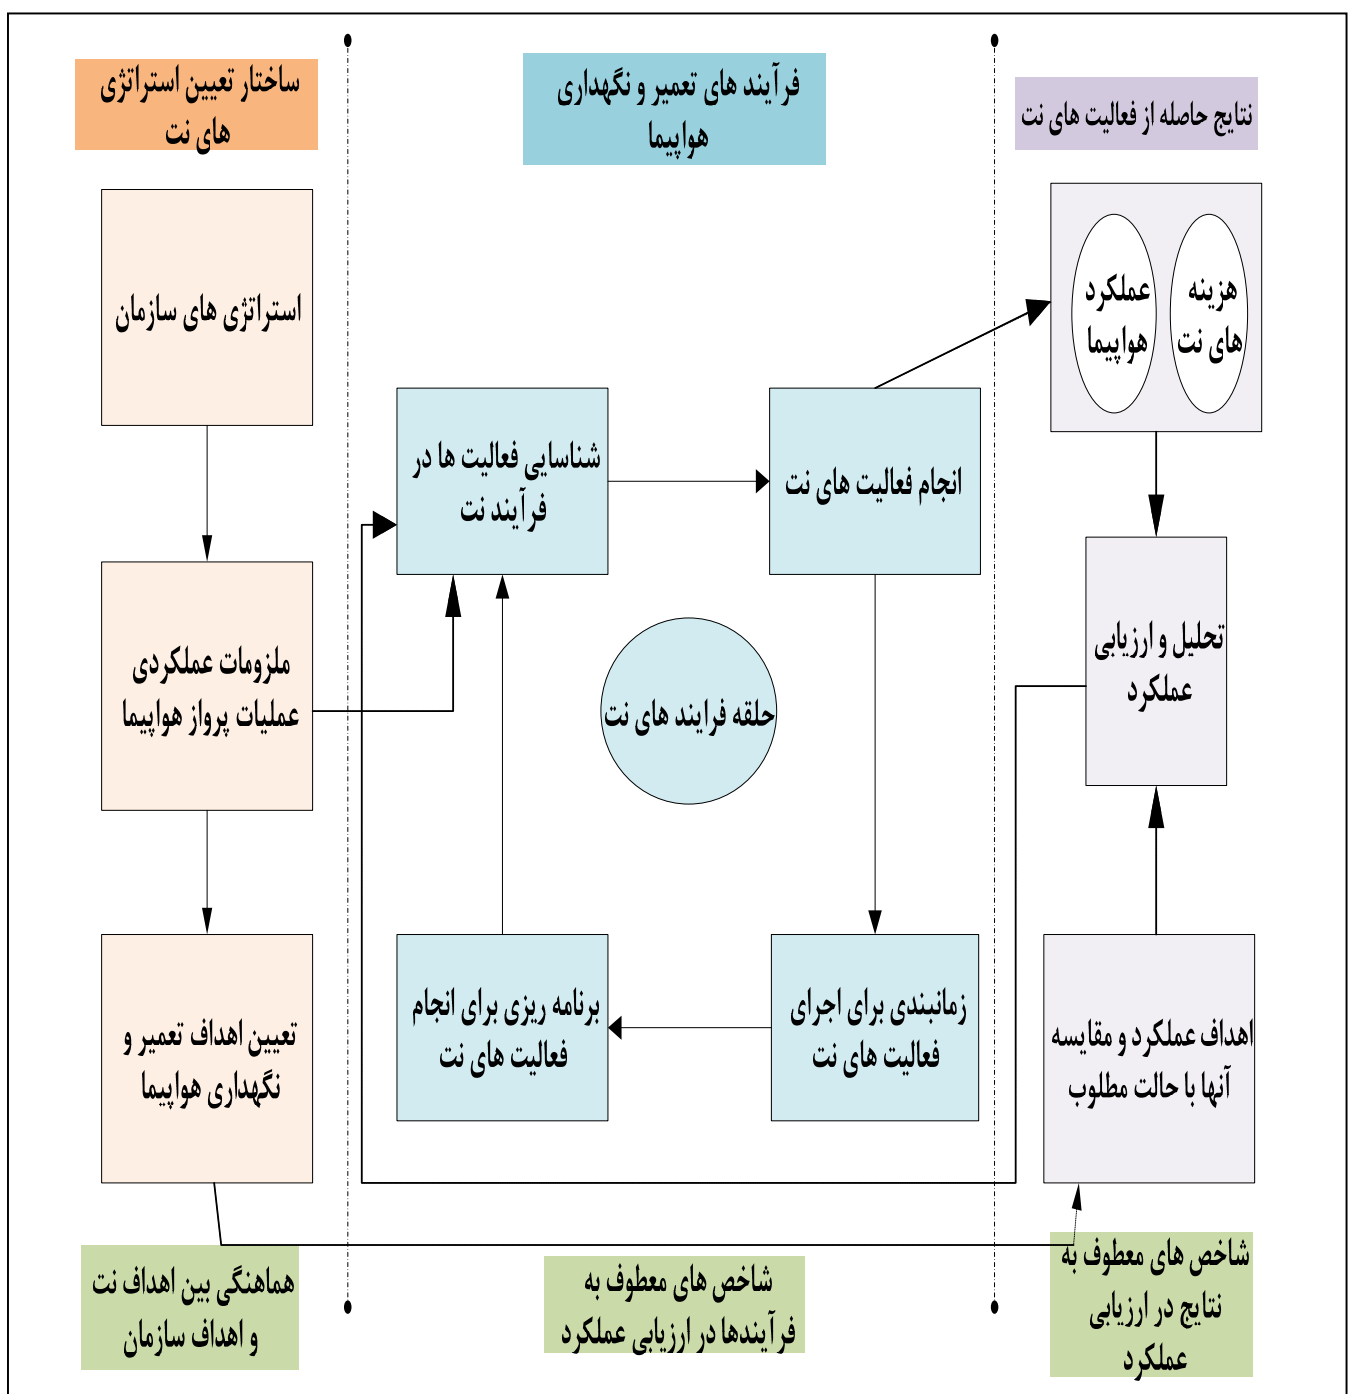 ساختار تعیین استراتژی
های نت
فرآیند های تعمیر و نگهداری
هواپیما
نتایج حاصله از فعالیت های نت
استراتژی های سازمان
ملزومات عملکردی
عملیات پرواز هواپیما
تعیین اهداف تعمیر و
نگهداری هواپیما
شناسایی فعالیت ها در
فرآیند نت
انجام فعالیت های نت
حلقه فرایند های نت
زمانبندی برای اجرای
فعالیت های نت
برنامه ریزی برای انجام
فعالیت های نت
هزینه
های نت
عملکرد
هواپیما
تحلیل و ارزیابی
عملکرد
اهداف عملکرد و مقایسه
آنها با حالت مطلوب
هماهنگی بین اهداف نت
و اهداف سازمان
شاخص های معطوف به
فرآیندها در ارزیابی عملکرد
شاخص های معطوف به
نتایج در ارزیابی
عملکرد